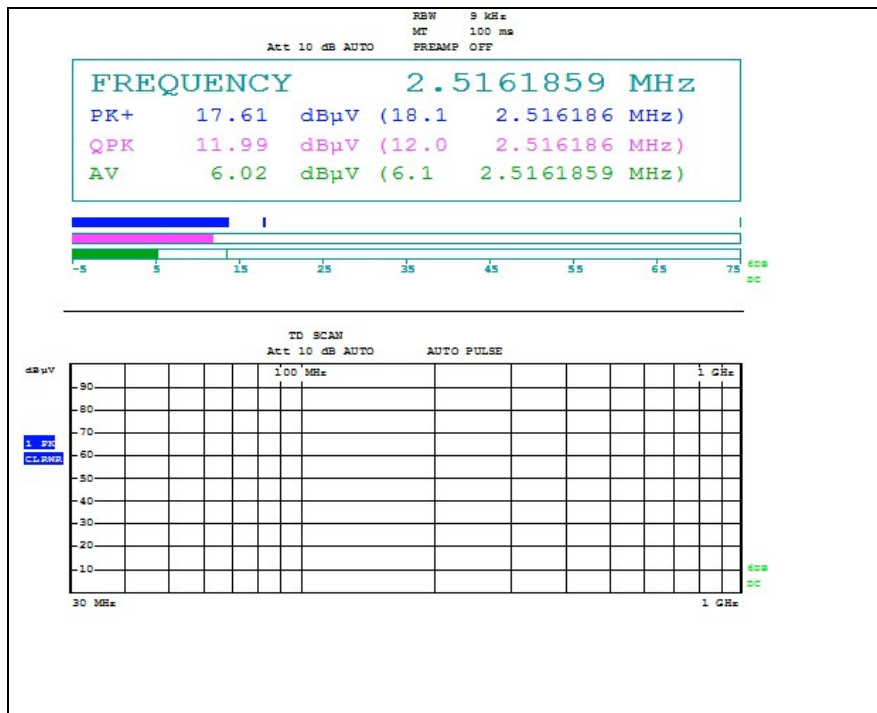 RBW 9 kHz
MT 100 ms
Att 10 dB AUTO PREAMP OFF
FREQUENCY 2.5161859 MHz
PK+ 17.61 dBµV (18.1 2.516186 MHz)
QPK 11.99 dBµV (12.0 2.516186 MHz)
AV 6.02 dBµV (6.1 2.5161859 MHz)
-5 5 15 25 35 45 55 65 75
6DB
DC
TD SCAN
Att 10 dB AUTO AUTO PULSE
dBµV
100 MHz 1 GHz
90
80
70
1 PK
60
CLRWR
50
40
30
20
10
6DB
DC
30 MHz 1 GHz